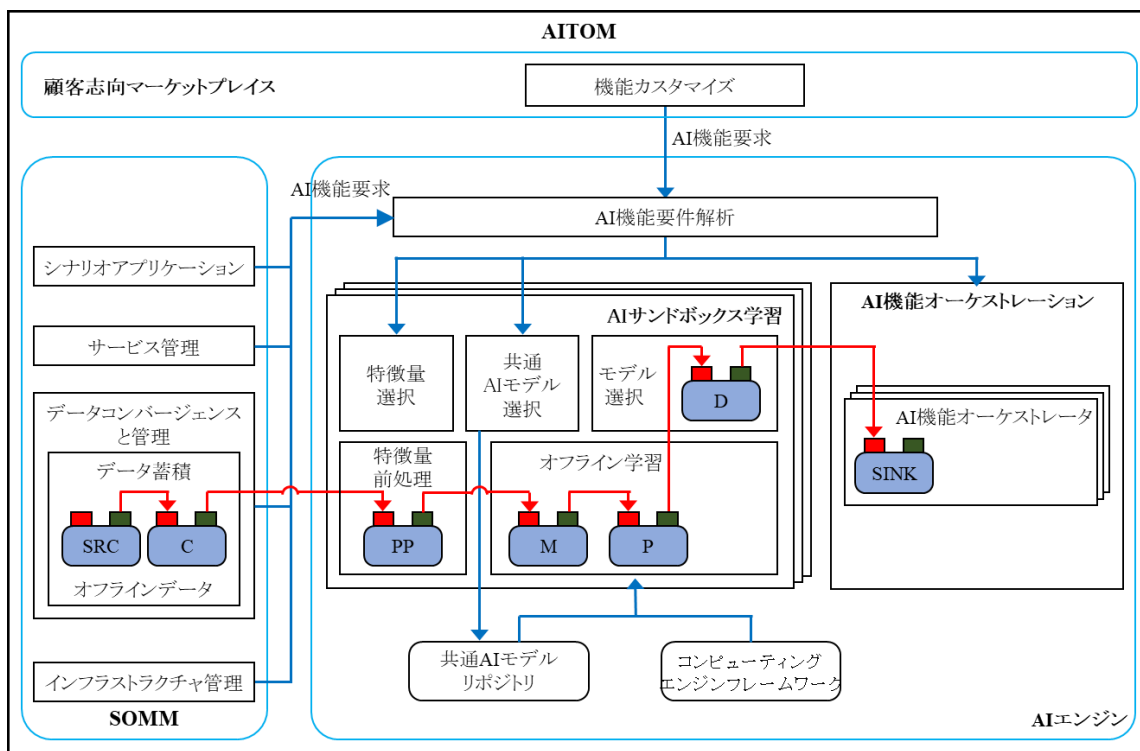 AITOM
顧客志向マーケットプレイス
機能カスタマイズ
AI機能要求
AI機能要求
AI機能要件解析
シナリオアプリケーション
サービス管理
データコンバージェンス
と管理
データ蓄積
SRC
C
オフラインデータ
インフラストラクチャ管理
SOMM
AIサンドボックス学習
特徴量
選択
共通
AIモデル
選択
モデル
選択
D
特徴量
前処理
PP
オフライン学習
M
P
AI機能オーケストレーション
AI機能オーケストレータ
SINK
共通AIモデル
リポジトリ
コンピューティング
エンジンフレームワーク
AIエンジン